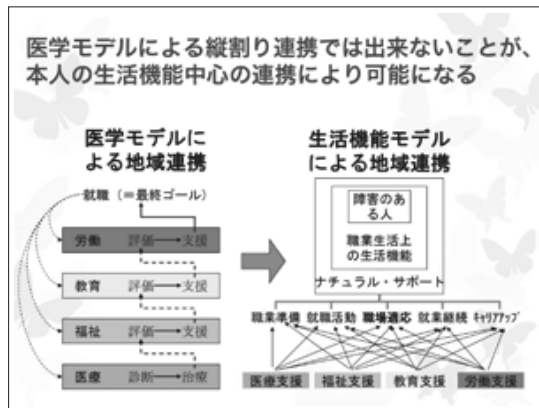 医学モデルによる縦割り連携では出来ないことが、
本人の生活機能中心の連携により可能になる
医学モデルに
よる地域連携
就職（＝最終ゴール）
労働 評価 支援
教育 評価 支援
福祉 評価 支援
医療 診断 治療
生活機能モデル
による地域連携
障害のあ
る人
職業生活上
の生活機能
ナチュラル・サポート
職業準備 就職活動 職場適応 就業継続 ｷｬﾘｱｱｯﾌﾟ
医療支援 福祉支援 教育支援 労働支援